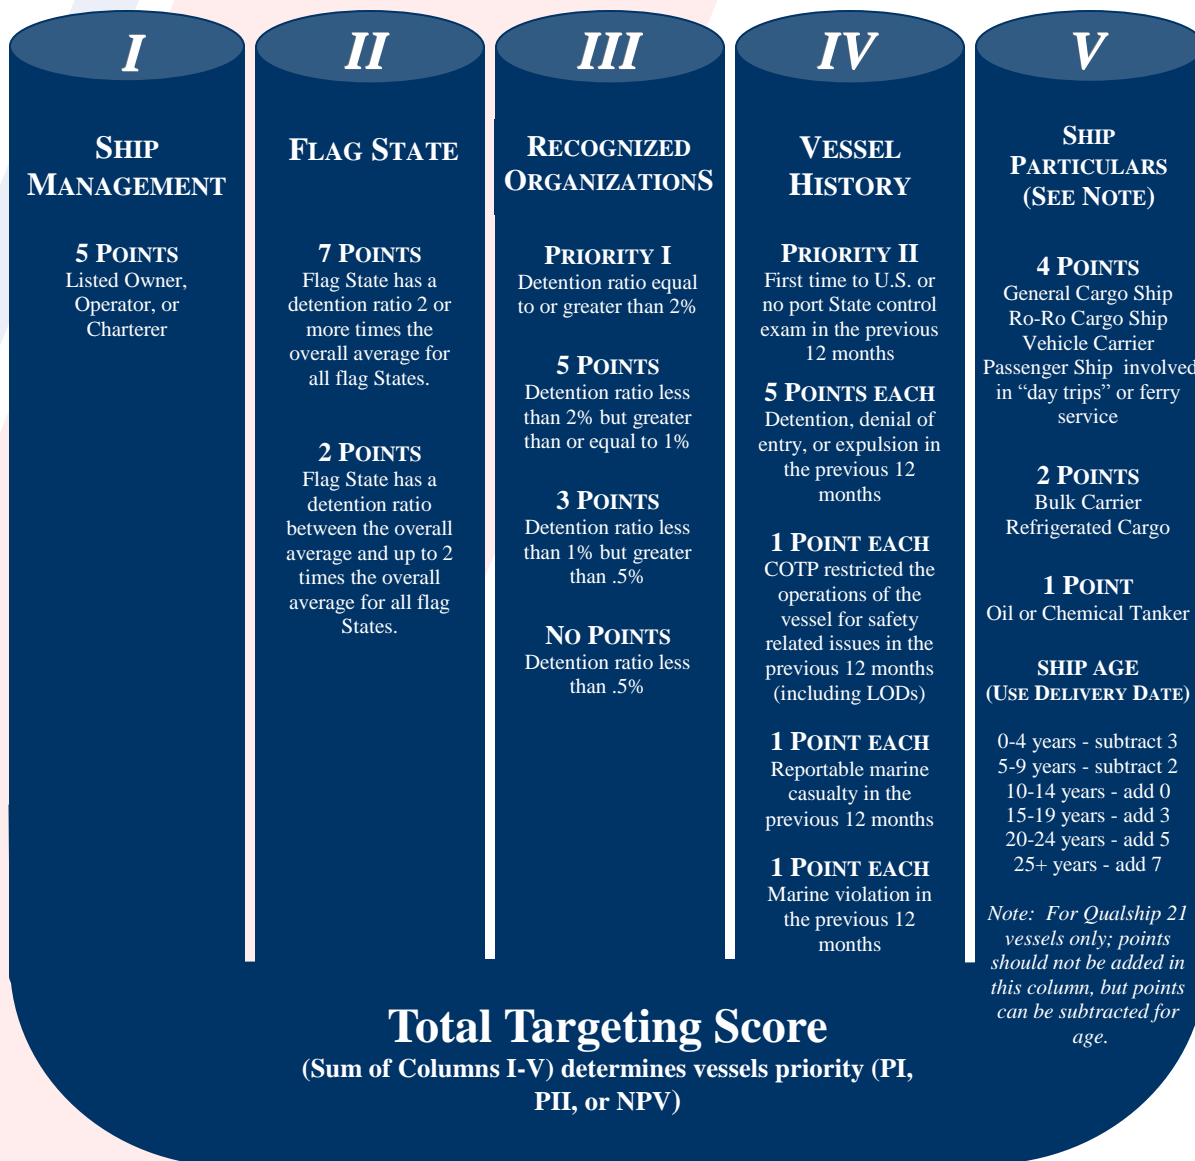 I
SHIP
MANAGEMENT
5 POINTS
Listed Owner,
Operator, or
Charterer
II
FLAG STATE
7 POINTS
Flag State has a
detention ratio 2 or
more times the
overall average for
all flag States.
2 POINTS
Flag State has a
detention ratio
between the overall
average and up to 2
times the overall
average for all flag
States.
III
RECOGNIZED
ORGANIZATIONS
PRIORITY I
Detention ratio equal
to or greater than 2%
5 POINTS
Detention ratio less
than 2% but greater
than or equal to 1%
3 POINTS
Detention ratio less
than 1% but greater
than .5%
NO POINTS
Detention ratio less
than .5%
IV
VESSEL
HISTORY
PRIORITY II
First time to U.S. or
no port State control
exam in the previous
12 months
5 POINTS EACH
Detention, denial of
entry, or expulsion in
the previous 12
months
1 POINT EACH
COTP restricted the
operations of the
vessel for safety
related issues in the
previous 12 months
(including LODs)
1 POINT EACH
Reportable marine
casualty in the
previous 12 months
1 POINT EACH
Marine violation in
the previous 12
months
V
SHIP
PARTICULARS
(SEE NOTE)
4 POINTS
General Cargo Ship
Ro-Ro Cargo Ship
Vehicle Carrier
Passenger Ship involved
in “day trips” or ferry
service
2 POINTS
Bulk Carrier
Refrigerated Cargo
1 POINT
Oil or Chemical Tanker
SHIP AGE
(USE DELIVERY DATE)
0-4 years - subtract 3
5-9 years - subtract 2
10-14 years - add 0
15-19 years - add 3
20-24 years - add 5
25+ years - add 7
Note: For Qualship 21
vessels only; points
should not be added in
this column, but points
can be subtracted for
age.
Total Targeting Score
(Sum of Columns I-V) determines vessels priority (PI,
PII, or NPV)